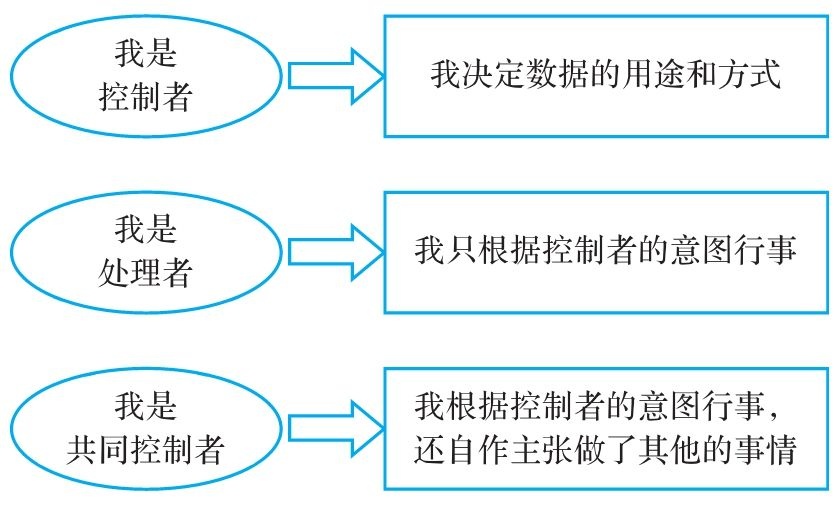 我是
控制者
我决定数据的用途和方式
我是
处理者
我只根据控制者的意图行事
我是
共同控制者
我根据控制者的意图行事，
还自作主张做了其他的事情